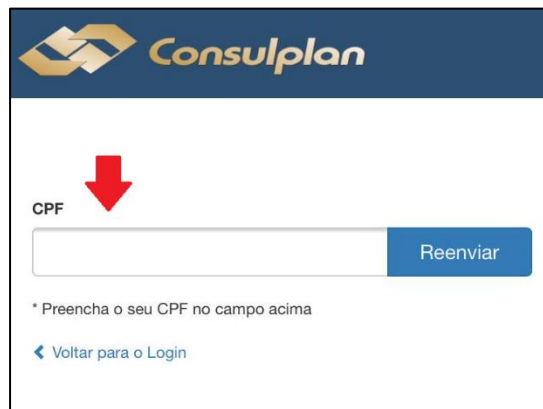 Consulplan
CPF
Reenviar
* Preencha o seu CPF no campo acima
Voltar para o Login